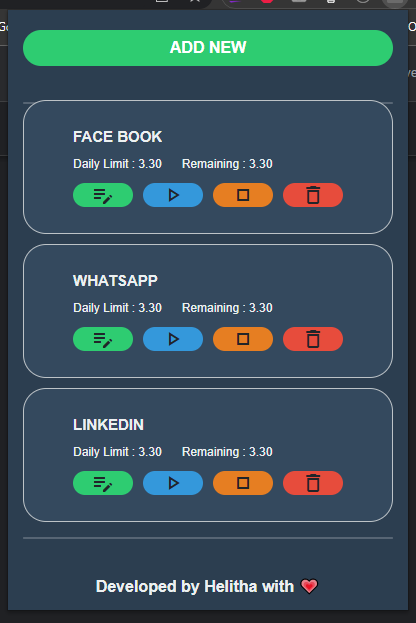 ADD NEW
FACE BOOK
Daily Limit : 3.30 Remaining : 3.30
WHATSAPP
Daily Limit : 3.30 Remaining : 3.30
LINKEDIN
Daily Limit : 3.30 Remaining : 3.30
Developed by Helitha with 💗